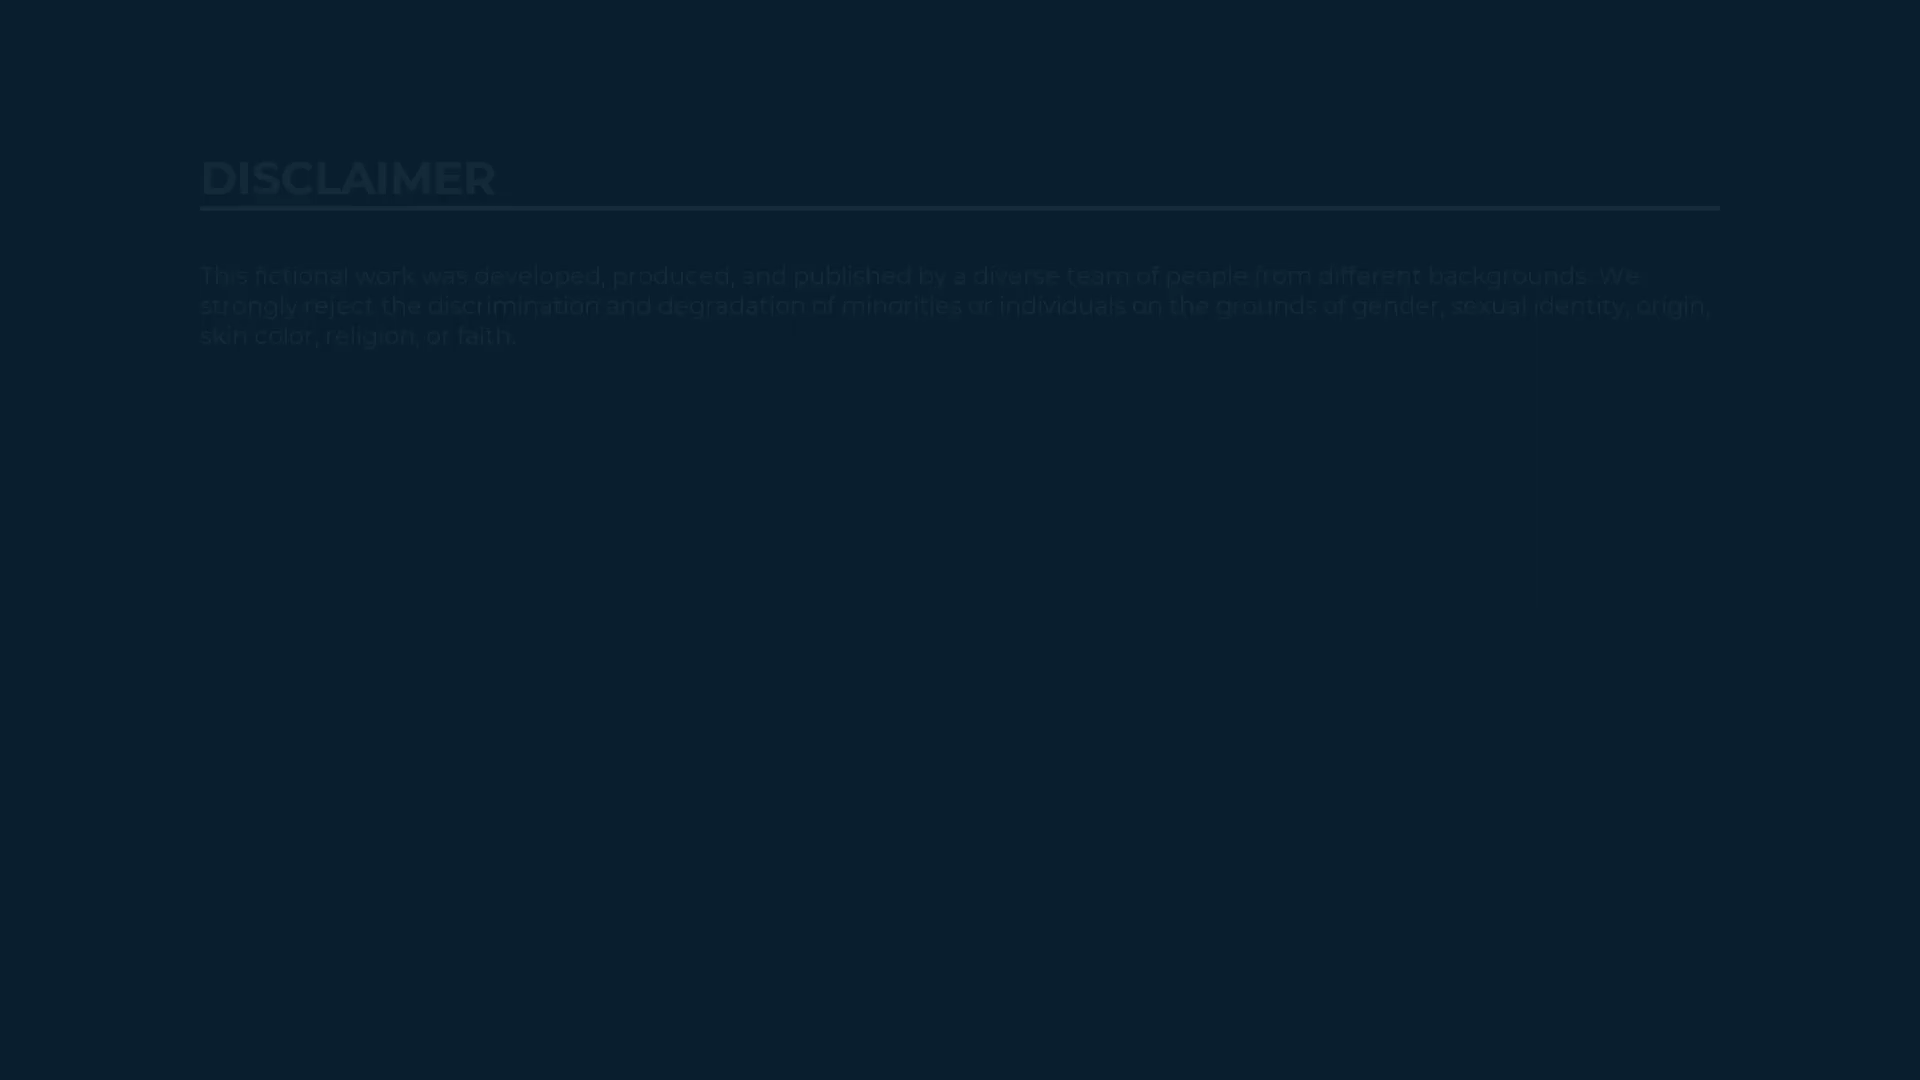 DISCLAIMER
This fictional work was developed, produced, and published by a diverse team of people from different backgrounds. We
strongly reject the discrimination and degradation of minorities or individuals on the grounds of gender, sexual identity, origin,
skin color, religion, or faith.